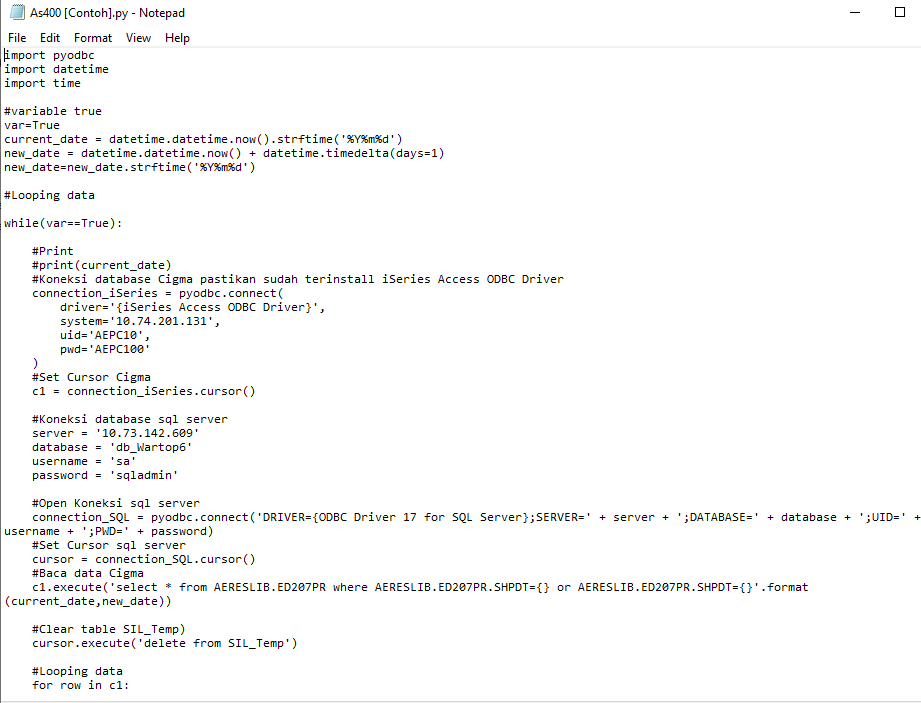 As400 [Contoh].py - Notepad
File Edit Format View Help
import pyodbc
import datetime
import time
#variable true
var=True
current_date = datetime.datetime.now().strftime('%Y%m%d')
new_date = datetime.datetime.now() + datetime.timedelta(days=1)
new_date=new_date.strftime('%Y%m%d')
#Looping data
while(var==True):
#Print
#print(current_date)
#Koneksi database Cigma pastikan sudah terinstall iSeries Access ODBC Driver
connection_iSeries = pyodbc.connect(
driver='{iSeries Access ODBC Driver}',
system='10.74.201.131',
uid='AEPC10',
pwd='AEPC100'
)
#Set Cursor Cigma
c1 = connection_iSeries.cursor()
#Koneksi database sql server
server = '10.73.142.609'
database = 'db_Wartop6'
username = 'sa'
password = 'sqladmin'
#Open Koneksi sql server
connection_SQL = pyodbc.connect('DRIVER={ODBC Driver 17 for SQL Server};SERVER=' + server + ';DATABASE=' + database + ';UID=' +
username + ';PWD=' + password)
#Set Cursor sql server
cursor = connection_SQL.cursor()
#Baca data Cigma
c1.execute('select * from AERESLIB.ED207PR where AERESLIB.ED207PR.SHPDT={} or AERESLIB.ED207PR.SHPDT={}'.format
(current_date,new_date))
#Clear table SIL_Temp)
cursor.execute('delete from SIL_Temp')
#Looping data
for row in c1: